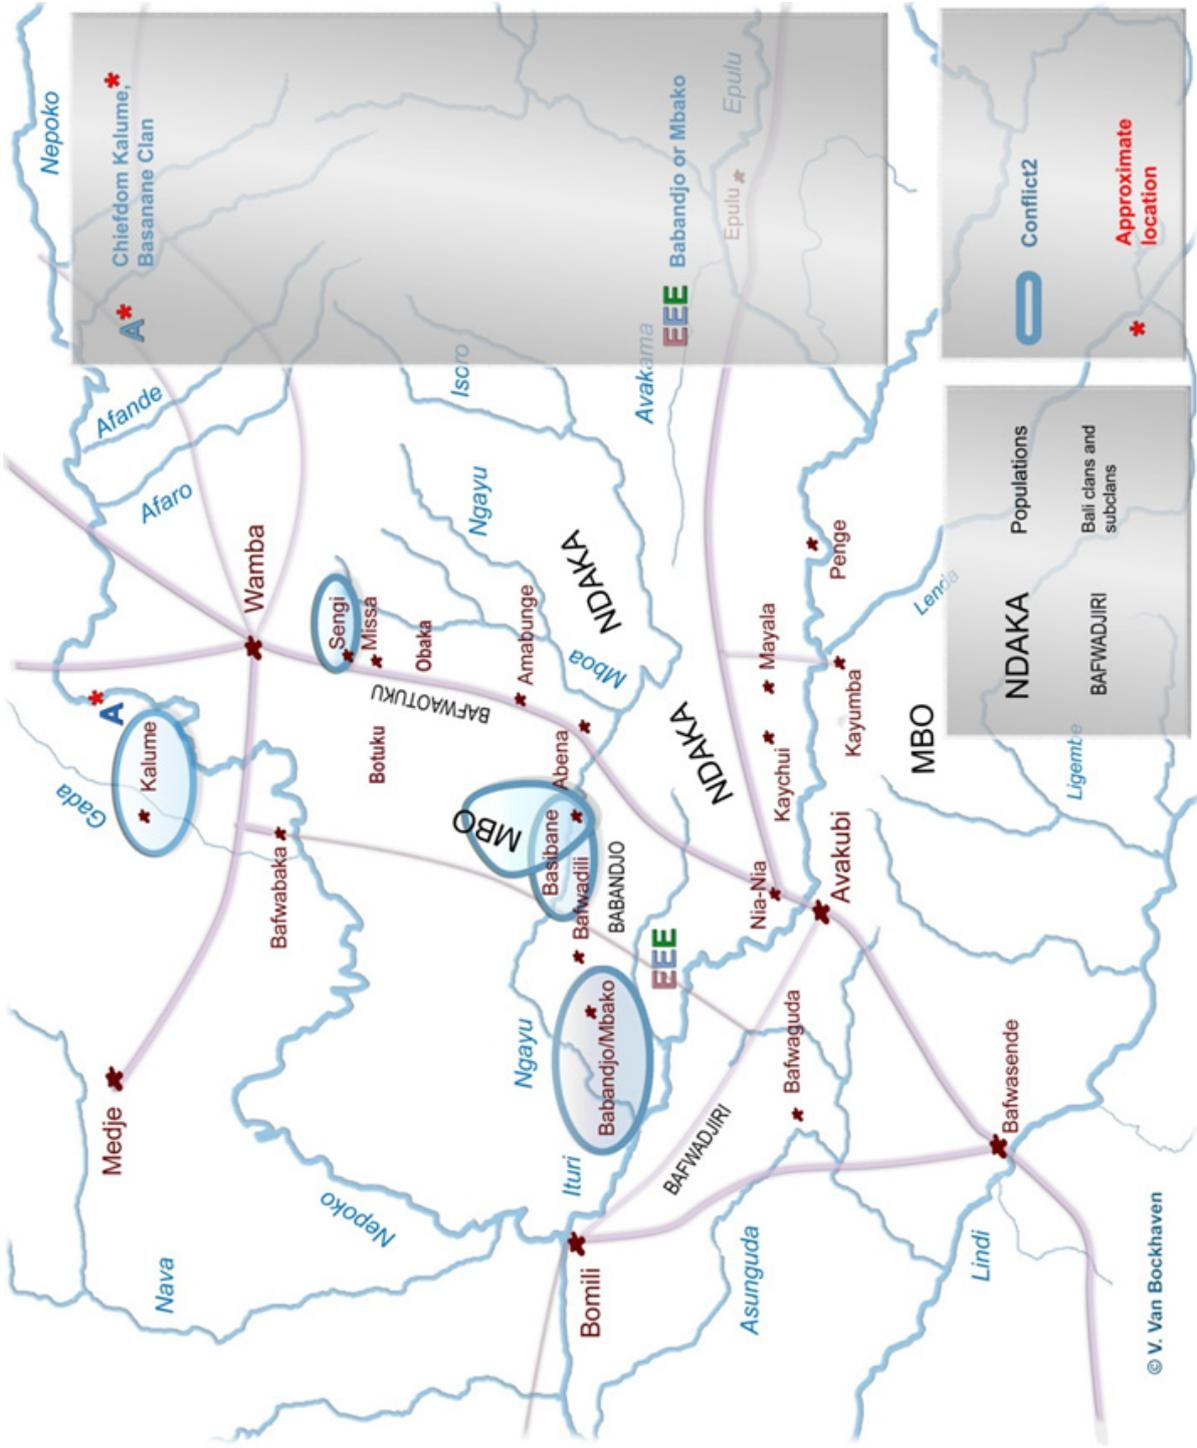 Nepoko
Gada
A*
Medje
Afande
A* Chiefdom Kalume,*
Basanane Clan
Kalume
Nava
Afaro
Wamba
Bafwabaka
Sengi
Nepoko
Missa
Botuku
Obaka
BAFWAOTUKU
Isoro
Ngayu
MBO
Ngayu
Amabunge
Basibane
Abena
Ituri
Bafwadili
Bomili
NDAKA
Mboa
Babandjo/Mbako
BABANDJO
Avakama
EEE
EEE Babandjo or Mbako
BAFWADJIRI
NDAKA
Epulu
Epulu
Asunguda
Nia-Nia
Mayala
Kaychui
Bafwaguda
Avakubi
Penge
Kayumba
MBO
Lenda
Lindi
Bafwasende
NDAKA Populations
Conflict2
Ligembe
BAFWADJIRI Bali clans and
subclans
* Approximate
location
© V. Van Bockhaven